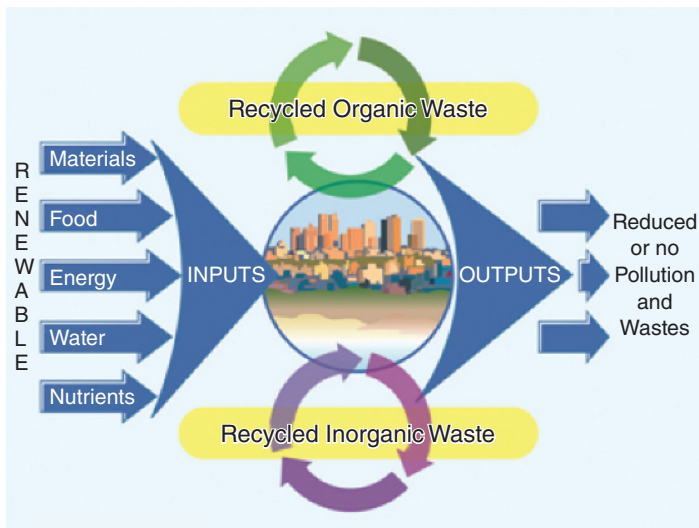 Recycled Organic Waste
RENEWABLE
Materials
Food
Energy
Water
Nutrients
INPUTS
OUTPUTS
Reduced
or no
Pollution
and
Wastes
Recycled Inorganic Waste